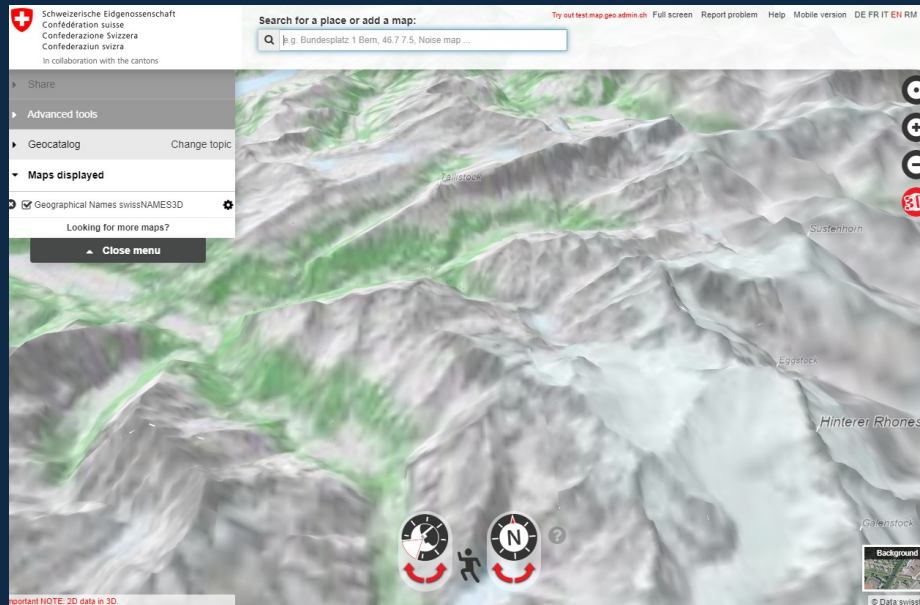 Schweizerische Eidgenossenschaft
Confédération suisse
Confederazione Svizzera
Confederaziun svizra
In collaboration with the cantons
Search for a place or add a map:
e.g. Bundesplatz 1 Bern, 46.7 7.5, Noise map ...
Try out test.map.geo.admin.ch Full screen Report problem Help Mobile version DE FR IT EN RM
Share
Advanced tools
Geocatalog Change topic
Maps displayed
Geographical Names swissNAMES3D
Looking for more maps?
Close menu
3D
Tällistock
Sustenhorn
Eggstock
Hinterer Rhones
Galenstock
N
?
Background
portant NOTE: 2D data in 3D.
© Data:swiss